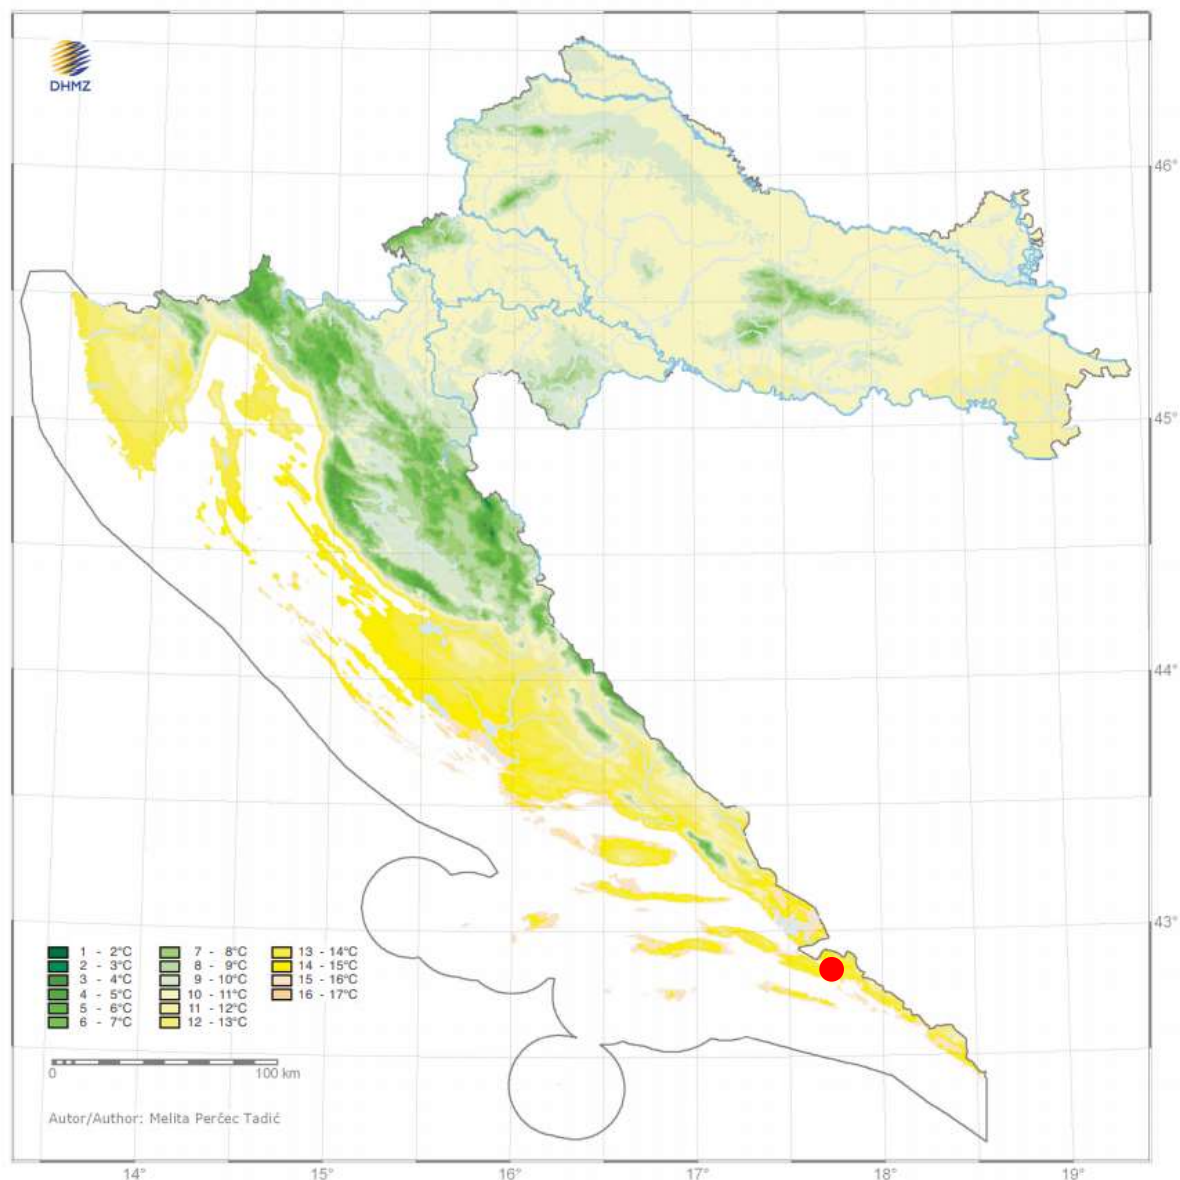 DHMZ
46°
45°
44°
43°
1 - 2°C
2 - 3°C
3 - 4°C
4 - 5°C
5 - 6°C
6 - 7°C
7 - 8°C
8 - 9°C
9 - 10°C
10 - 11°C
11 - 12°C
12 - 13°C
13 - 14°C
14 - 15°C
15 - 16°C
16 - 17°C
0 100 km
Autor/Author: Melita Perčec Tadić
14° 15° 16° 17° 18° 19°